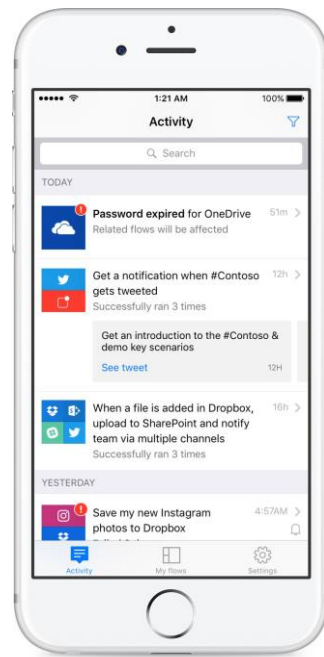 1:21 AM
100%
Activity
Search
TODAY
Password expired for OneDrive
51m
Related flows will be affected
Get a notification when #Contoso
12h
gets tweeted
Successfully ran 3 times
Get an introduction to the #Contoso &
demo key scenarios
See tweet
12H
When a file is added in Dropbox,
16h
upload to SharePoint and notify
team via multiple channels
Successfully ran 3 times
YESTERDAY
Save my new Instagram
4:57AM
photos to Dropbox
Activity
My flows
Settings